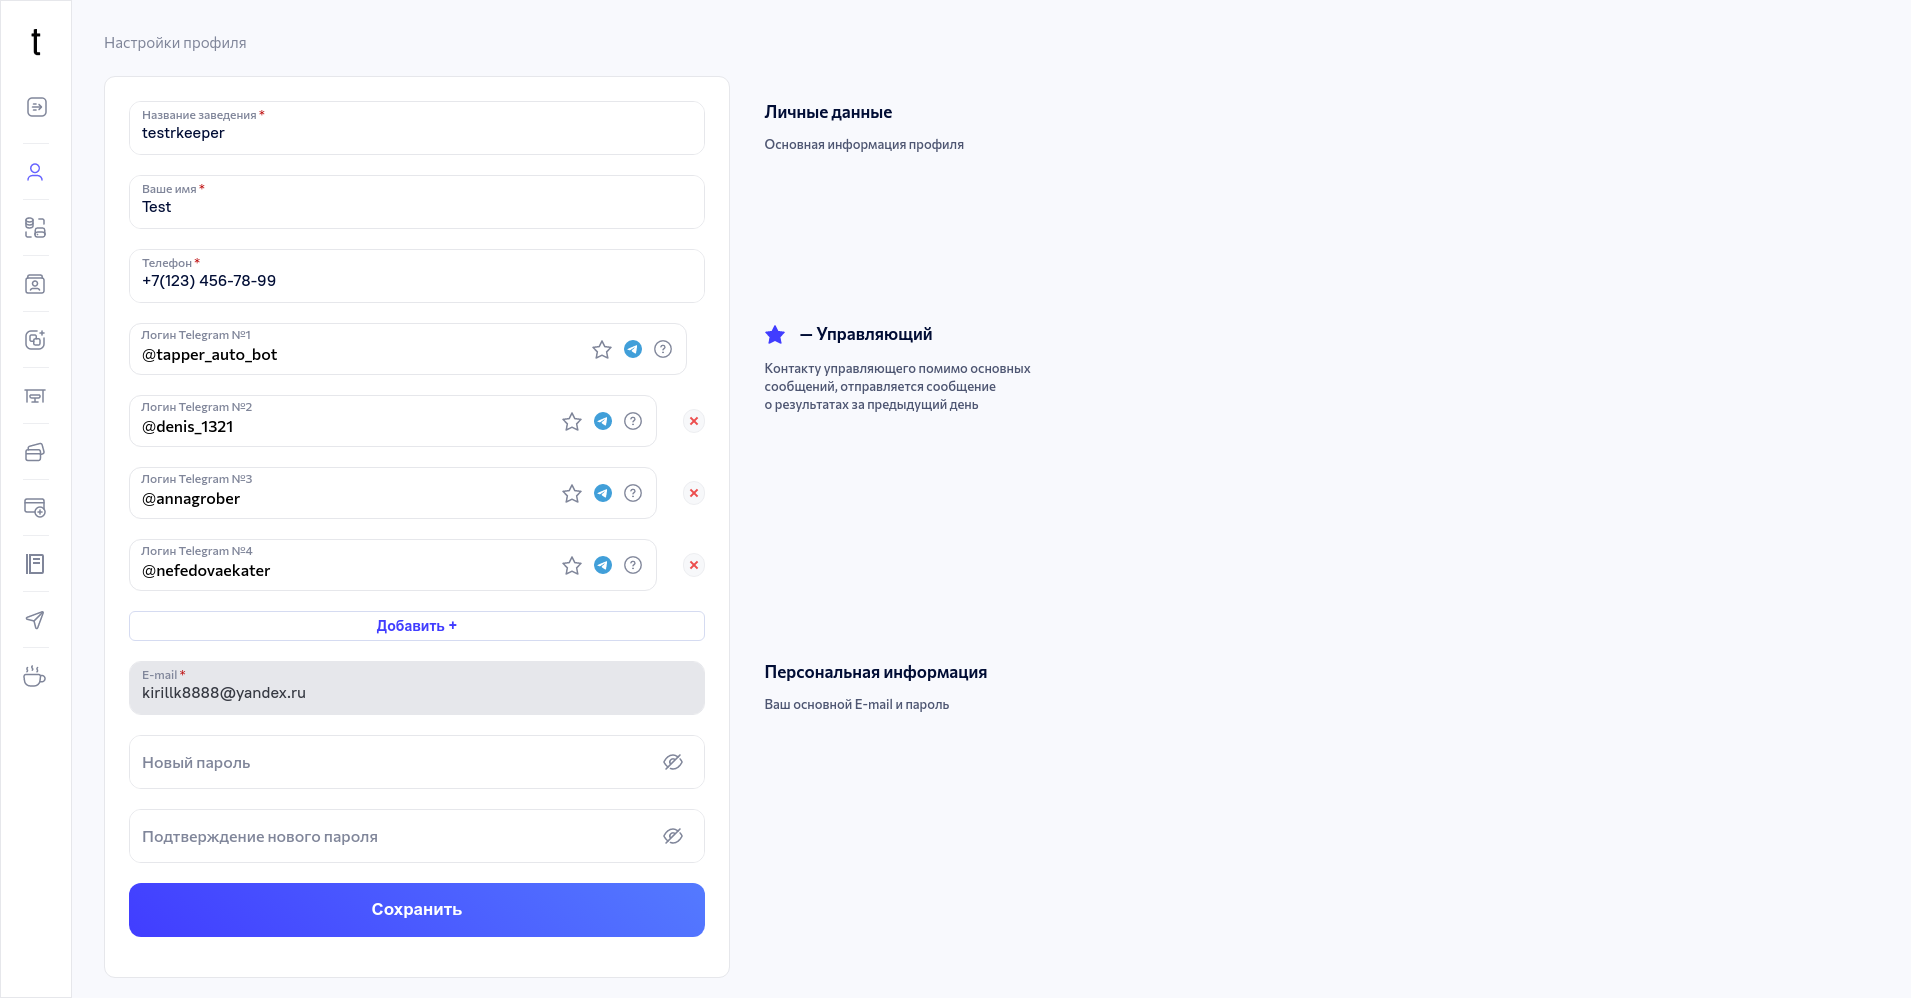 t
Настройки профиля
Название заведения *
testrkeeper
Ваше имя *
Test
Телефон *
+7(123) 456-78-99
Логин Telegram №1
@tapper_auto_bot
Логин Telegram №2
@denis_1321
Логин Telegram №3
@annagrober
Логин Telegram №4
@nefedovaekater
Добавить +
E-mail *
kirillk8888@yandex.ru
Новый пароль
Подтверждение нового пароля
Сохранить
Личные данные
Основная информация профиля
— Управляющий
Контакту управляющего помимо основных
сообщений, отправляется сообщение
о результатах за предыдущий день
Персональная информация
Ваш основной E-mail и пароль